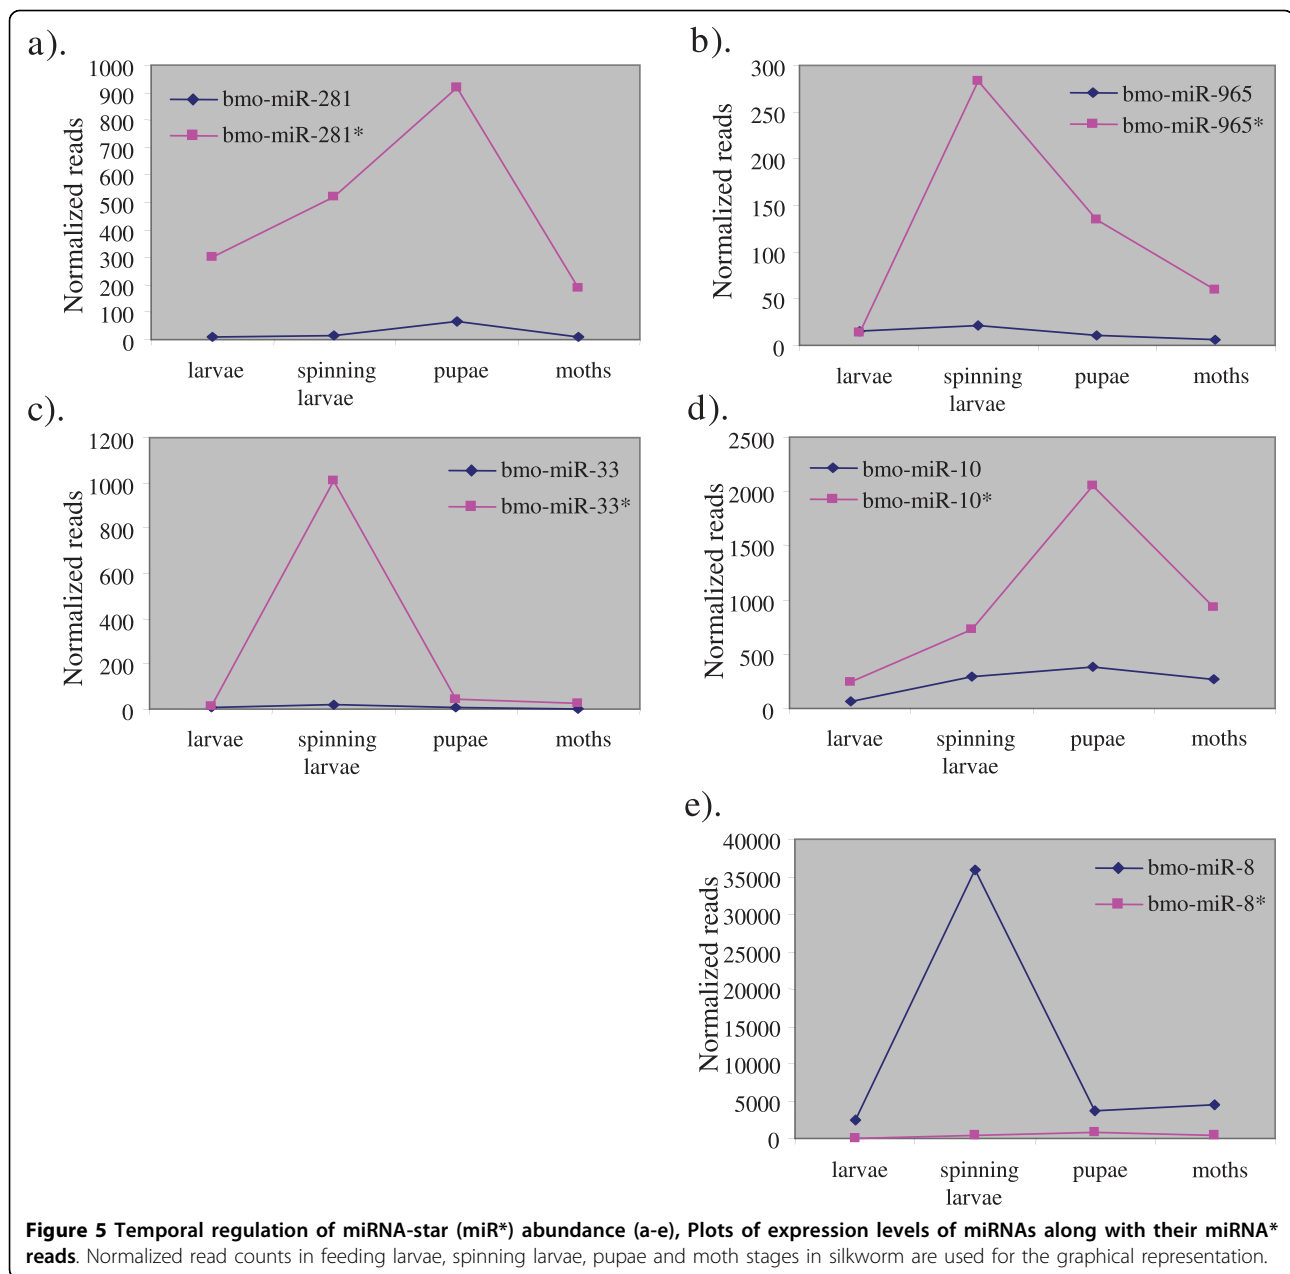 a).
1000
900
800
700
600
500
400
300
200
100
0
Normalized reads
bmo-miR-281
bmo-miR-281*
larvae
spinning
larvae
pupae
moths
b).
300
250
200
150
100
50
0
Normalized reads
bmo-miR-965
bmo-miR-965*
larvae
spinning
larvae
pupae
moths
c).
1200
1000
800
600
400
200
0
Normalized reads
bmo-miR-33
bmo-miR-33*
larvae
spinning
larvae
pupae
moths
d).
2500
2000
1500
1000
500
0
Normalized reads
bmo-miR-10
bmo-miR-10*
larvae
spinning
larvae
pupae
moths
e).
40000
35000
30000
25000
20000
15000
10000
5000
0
Normalized reads
bmo-miR-8
bmo-miR-8*
larvae
spinning
larvae
pupae
moths
Figure 5 Temporal regulation of miRNA-star (miR*) abundance (a-e), Plots of expression levels of miRNAs along with their miRNA*
reads. Normalized read counts in feeding larvae, spinning larvae, pupae and moth stages in silkworm are used for the graphical representation.